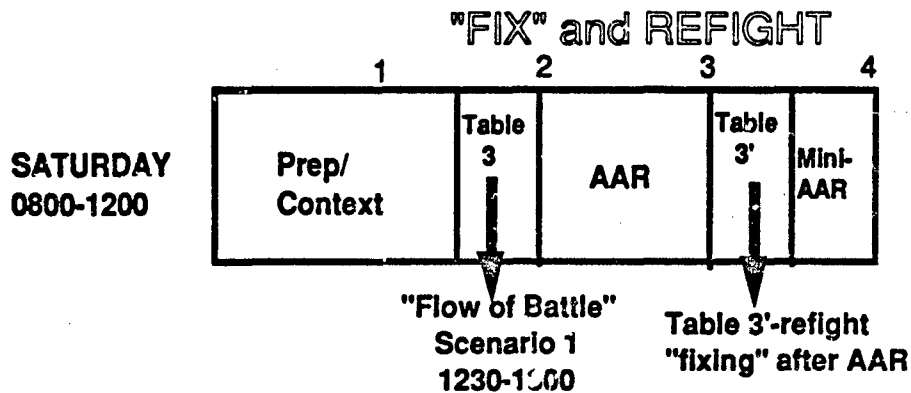 "FIX" and REFIGHT
1 2 3 4
SATURDAY
0800-1200
Prep/
Context
Table
3
AAR
Table
3'
Mini-
AAR
"Flow of Battle"
Scenario 1
Table 3'-refight
"fixing" after AAR